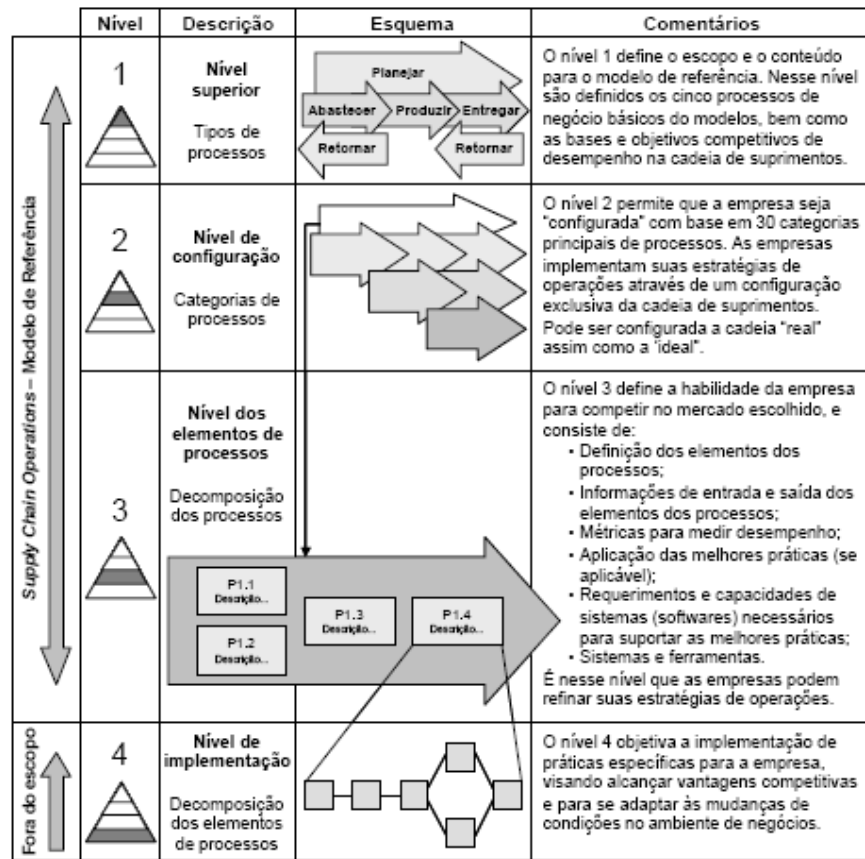 Nível
Descrição
Esquema
Comentários
Supply Chain Operations – Modelo de Referência
1
Nível
superior
Tipos de
processos
Planejar
Abastecer
Produzir
Entregar
Retornar
Retornar
O nível 1 define o escopo e o conteúdo
para o modelo de referência. Nesse nível
são definidos os cinco processos de
negócio básicos do modelos, bem como
as bases e objetivos competitivos de
desempenho na cadeia de suprimentos.
2
Nível de
configuração
Categorias de
processos
O nível 2 permite que a empresa seja
"configurada" com base em 30 categorias
principais de processos. As empresas
implementam suas estratégias de
operações através de um configuração
exclusiva da cadeia de suprimentos.
Pode ser configurada a cadeia "real"
assim como a "ideal".
3
Nível dos
elementos de
processos
Decomposição
dos processos
P1.1
Descrição...
P1.2
Descrição...
P1.3
Descrição...
P1.4
Descrição...
O nível 3 define a habilidade da empresa
para competir no mercado escolhido, e
consiste de:
• Definição dos elementos dos
processos;
• Informações de entrada e saída dos
elementos dos processos;
• Métricas para medir desempenho;
• Aplicação das melhores práticas (se
aplicável);
• Requerimentos e capacidades de
sistemas (softwares) necessários
para suportar as melhores práticas;
• Sistemas e ferramentas.
É nesse nível que as empresas podem
refinar suas estratégias de operações.
Fora do escopo
4
Nível de
implementação
Decomposição
dos elementos
de processos
O nível 4 objetiva a implementação de
práticas específicas para a empresa,
visando alcançar vantagens competitivas
e para se adaptar às mudanças de
condições no ambiente de negócios.